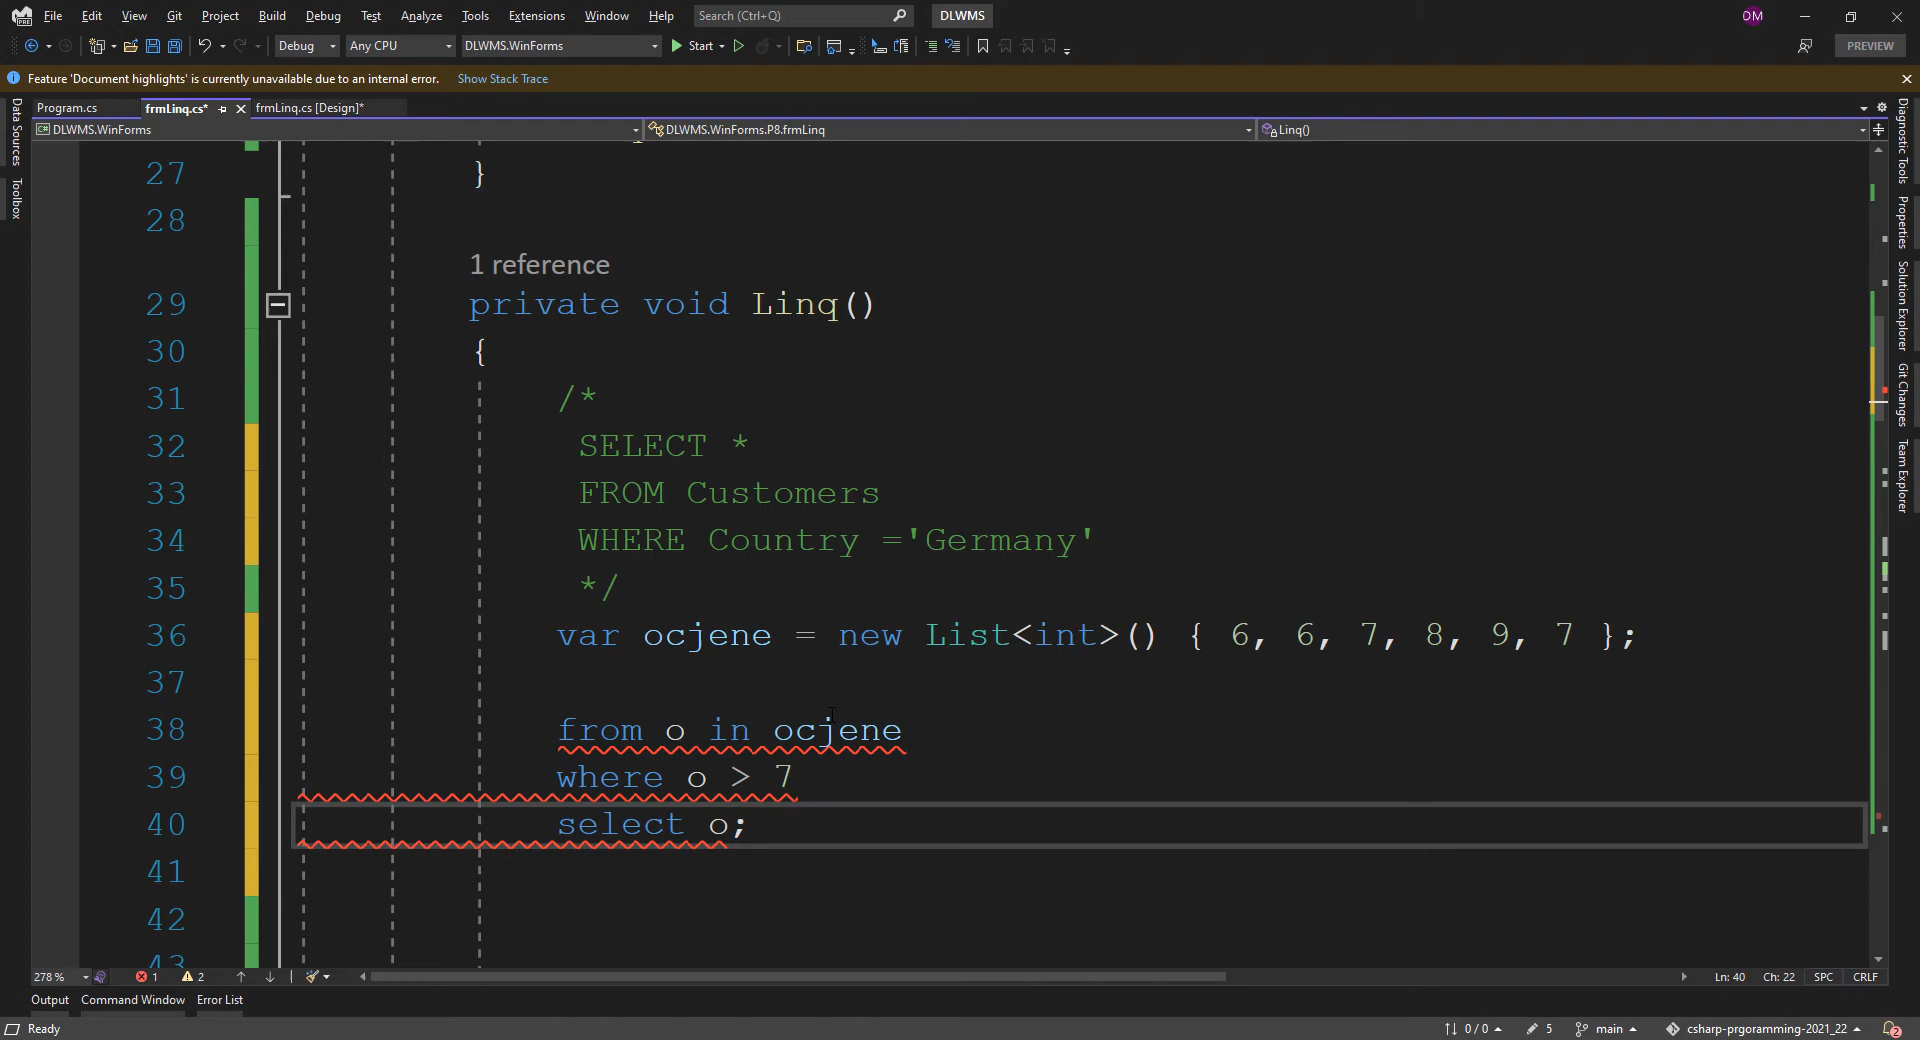 File Edit View Git Project Build Debug Test Analyze Tools Extensions Window Help Search (Ctrl+Q) DLWMS DM
Debug Any CPU DLWMS.WinForms Start PREVIEW
Feature 'Document highlights' is currently unavailable due to an internal error. Show Stack Trace
Program.cs frmLinq.cs* frmLinq.cs [Design]*
DLWMS.WinForms DLWMS.WinForms.P8.frmLinq Linq()
Data Sources
Toolbox
27 }
28
1 reference
29 private void Linq()
30 {
31 /*
32 SELECT *
33 FROM Customers
34 WHERE Country ='Germany'
35 */
36 var ocjene = new List<int>() { 6, 6, 7, 8, 9, 7 };
37
38 from o in ocjene
39 where o > 7
40 select o;
41
42
43
Diagnostic Tools
Properties
Solution Explorer
Git Changes
Team Explorer
278 % 1 2 Ln: 40 Ch: 22 SPC CRLF
Output Command Window Error List
Ready 0 / 0 5 main csharp-prgoramming-2021_22 2